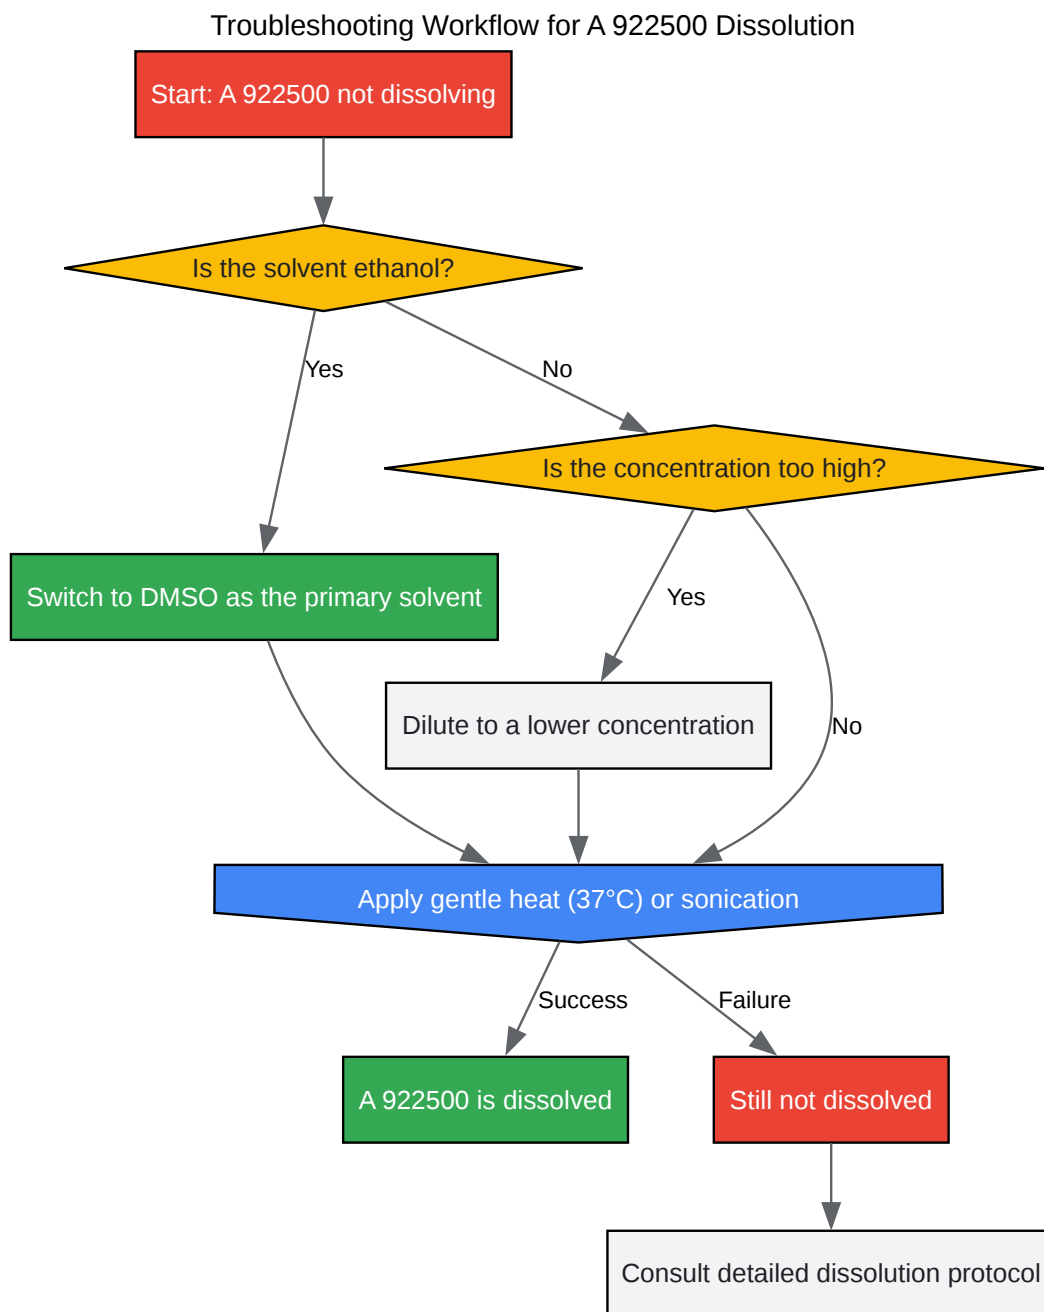 Troubleshooting Workflow for A 922500 Dissolution
Start: A 922500 not dissolving
Is the solvent ethanol?
Yes
No
Is the concentration too high?
Switch to DMSO as the primary solvent
Yes
Dilute to a lower concentration
No
Apply gentle heat (37°C) or sonication
Success
Failure
A 922500 is dissolved
Still not dissolved
Consult detailed dissolution protocol